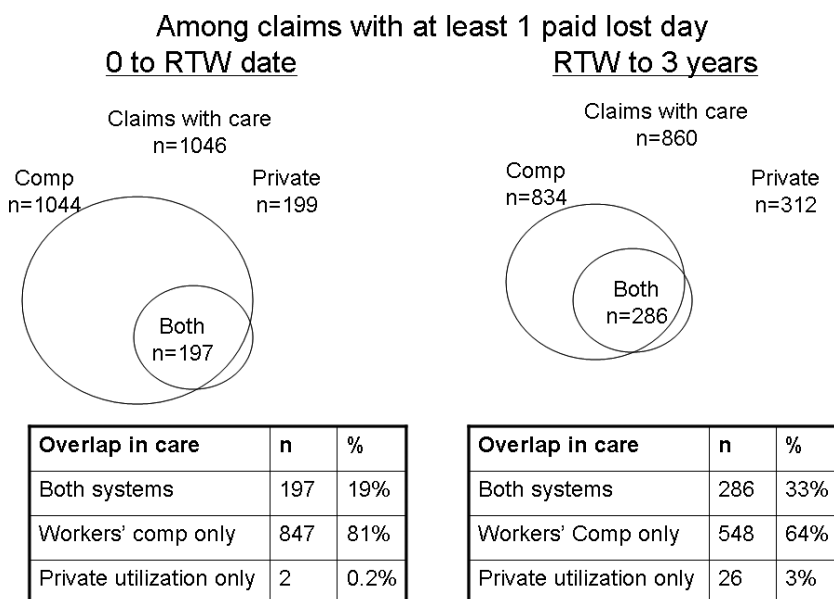 Among claims with at least 1 paid lost day
0 to RTW date
Claims with care
n=1046
Comp
n=1044
Private
n=199
Both
n=197
Overlap in care n %
Both systems 197 19%
Workers' comp only 847 81%
Private utilization only 2 0.2%
RTW to 3 years
Claims with care
n=860
Comp
n=834
Private
n=312
Both
n=286
Overlap in care n %
Both systems 286 33%
Workers' Comp only 548 64%
Private utilization only 26 3%